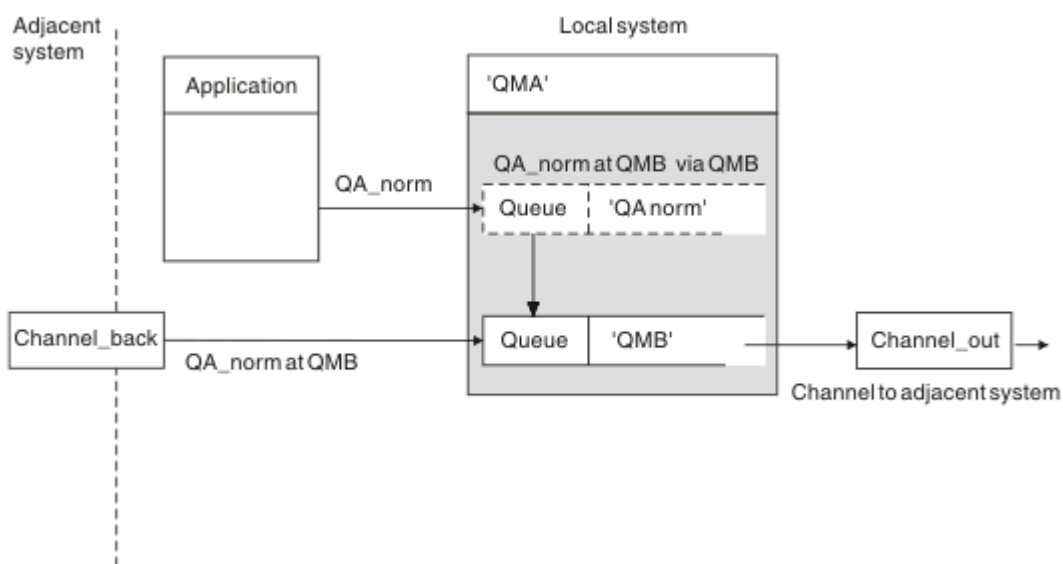 Adjacent
system
Local system
Application
'QMA'
QA_norm at QMB via QMB
QA_norm
Queue
'QA norm'
Channel_back
QA_norm at QMB
Queue
'QMB'
Channel_out
Channel to adjacent system